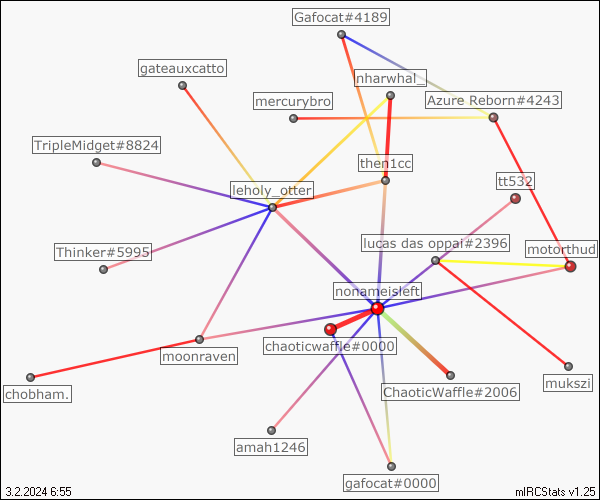 Gafocat#4189
gateauxcatto
nharwhal_
mercurybro
Azure Reborn#4243
TripleMidget#8824
then1cc
tt532
leholy_otter
lucas das oppai#2396
Thinker#5995
motorthud
nonameisleft
chaoticwaffle#0000
moonraven
chobham.
ChaoticWaffle#2006
mukszi
amah1246
gafocat#0000
3.2.2024 6:55
mIRCStats v1.25